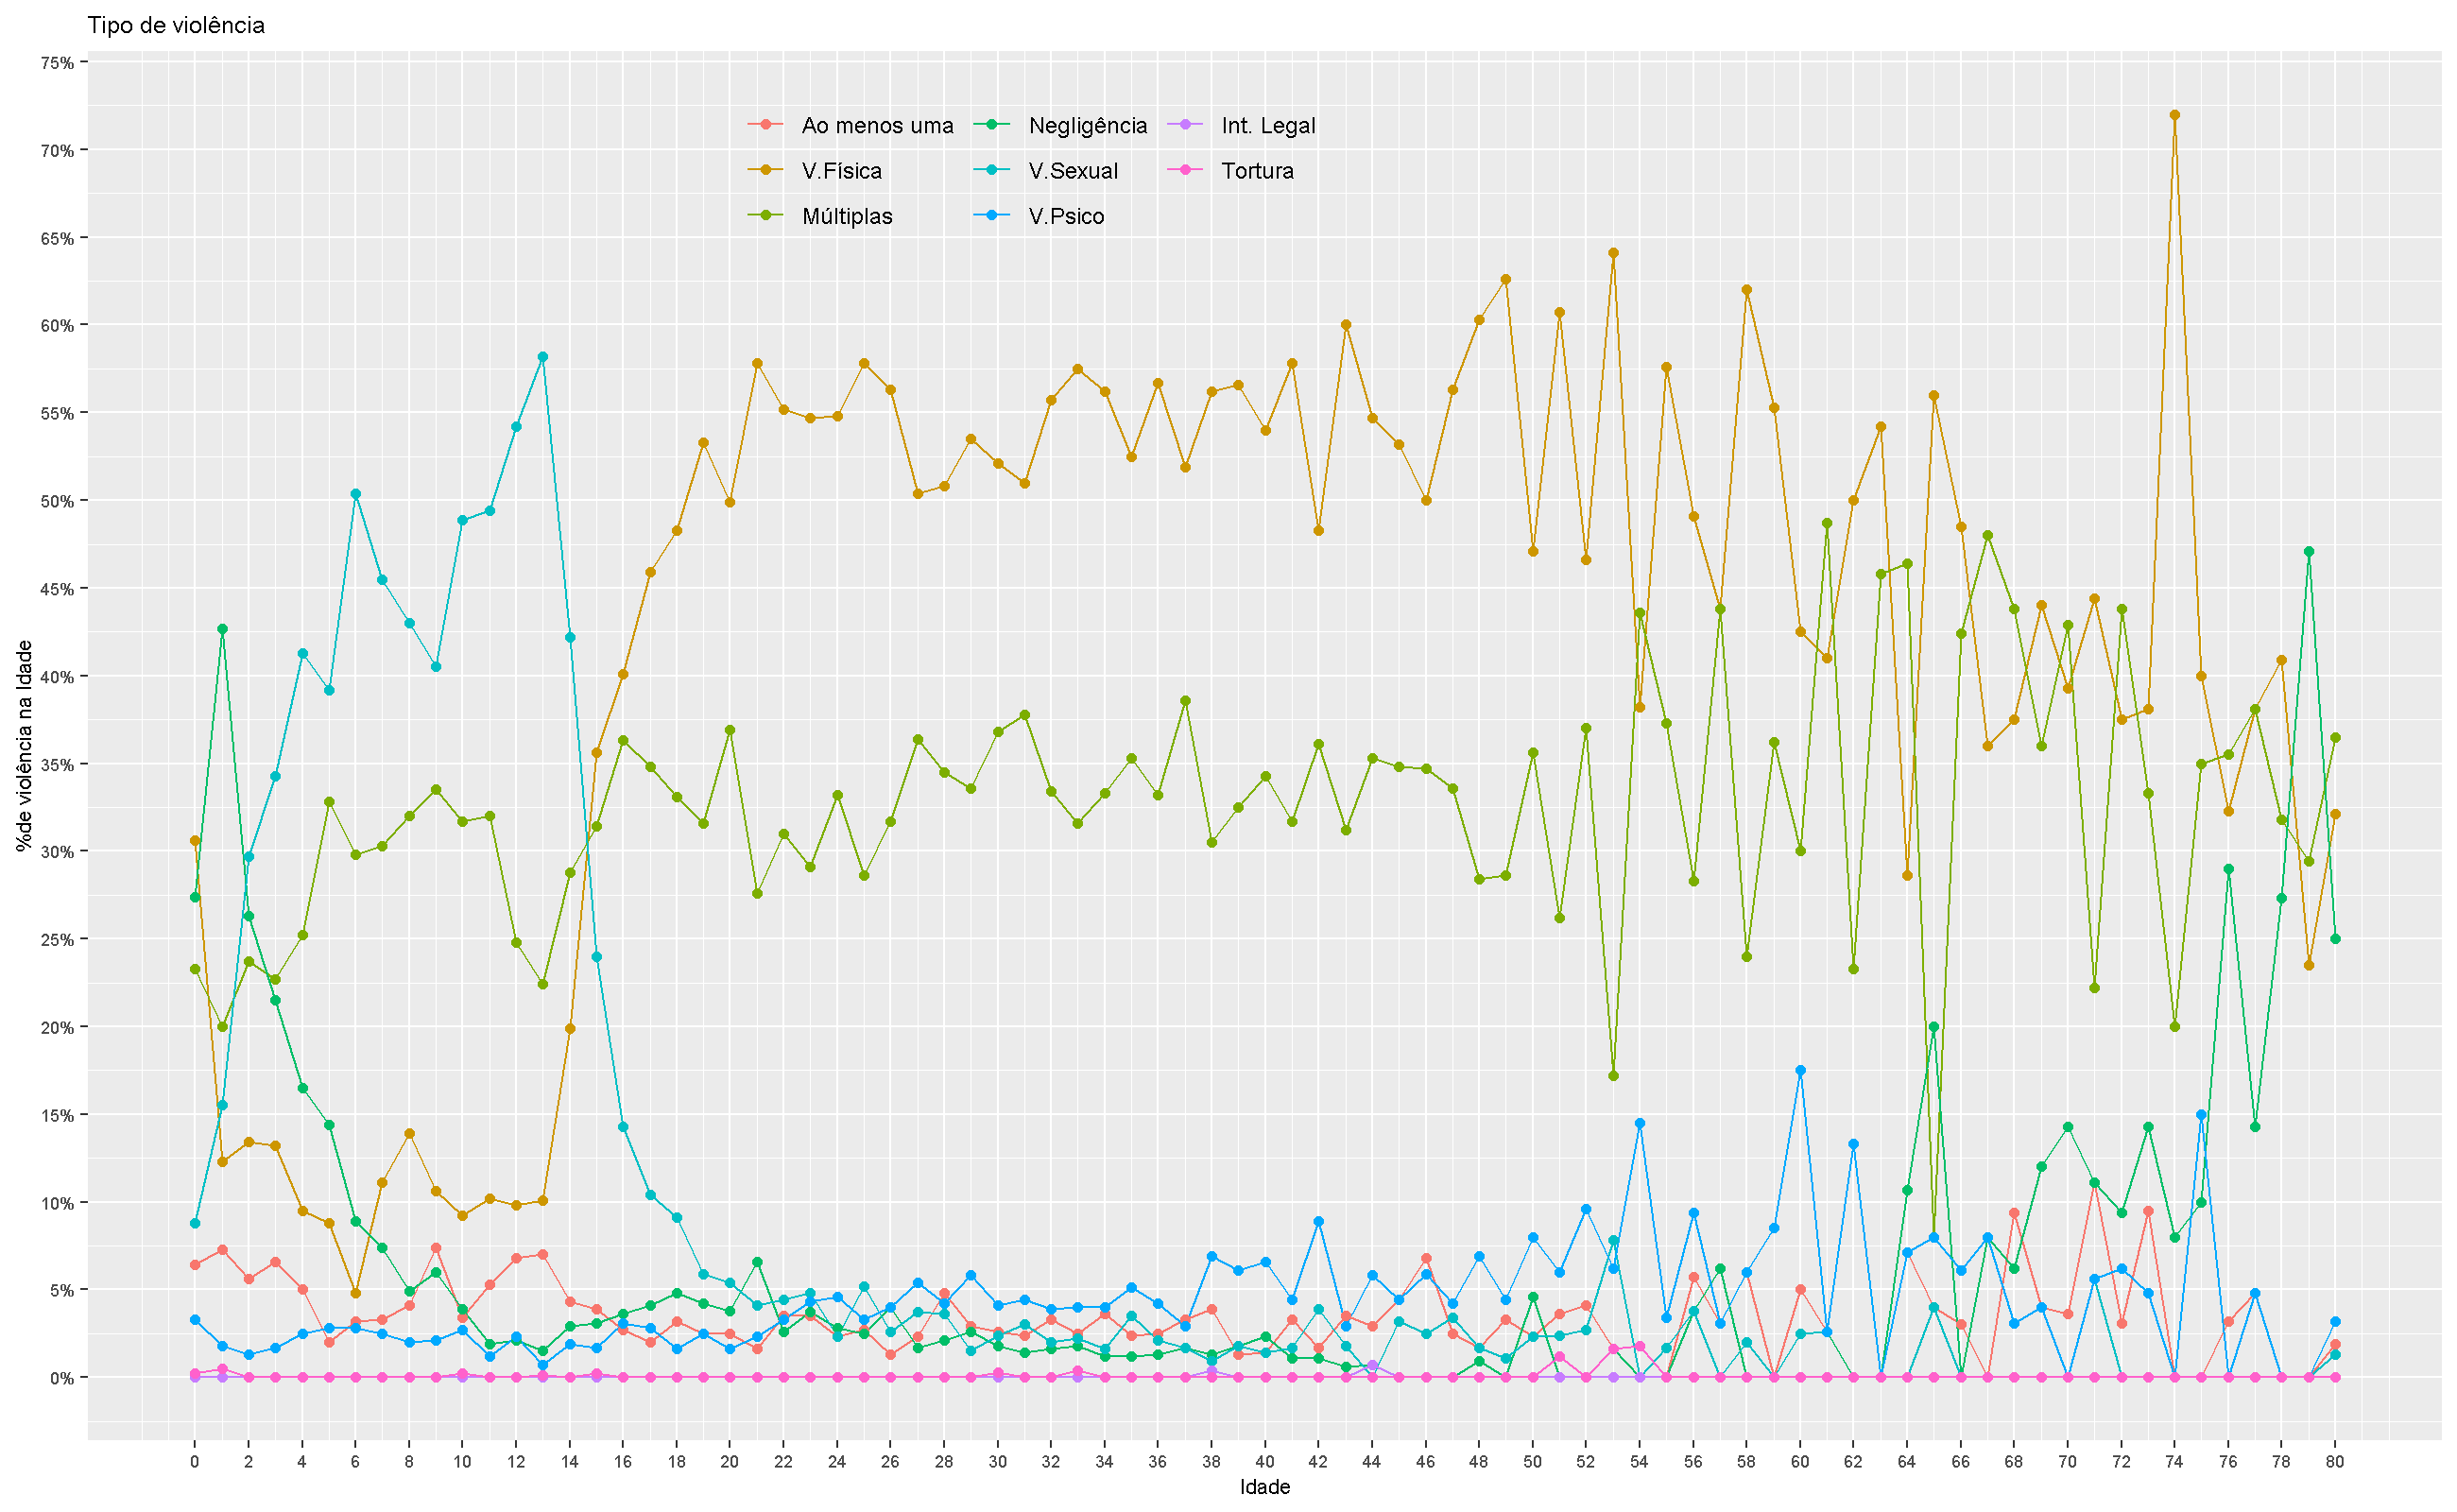 Tipo de violência
75%
70%
65%
60%
55%
50%
45%
40%
35%
30%
25%
20%
15%
10%
5%
0%
%de violência na Idade
Ao menos uma
V.Física
Múltiplas
Negligência
V.Sexual
V.Psico
Int. Legal
Tortura
0 2 4 6 8 10 12 14 16 18 20 22 24 26 28 30 32 34 36 38 40 42 44 46 48 50 52 54 56 58 60 62 64 66 68 70 72 74 76 78 80
Idade